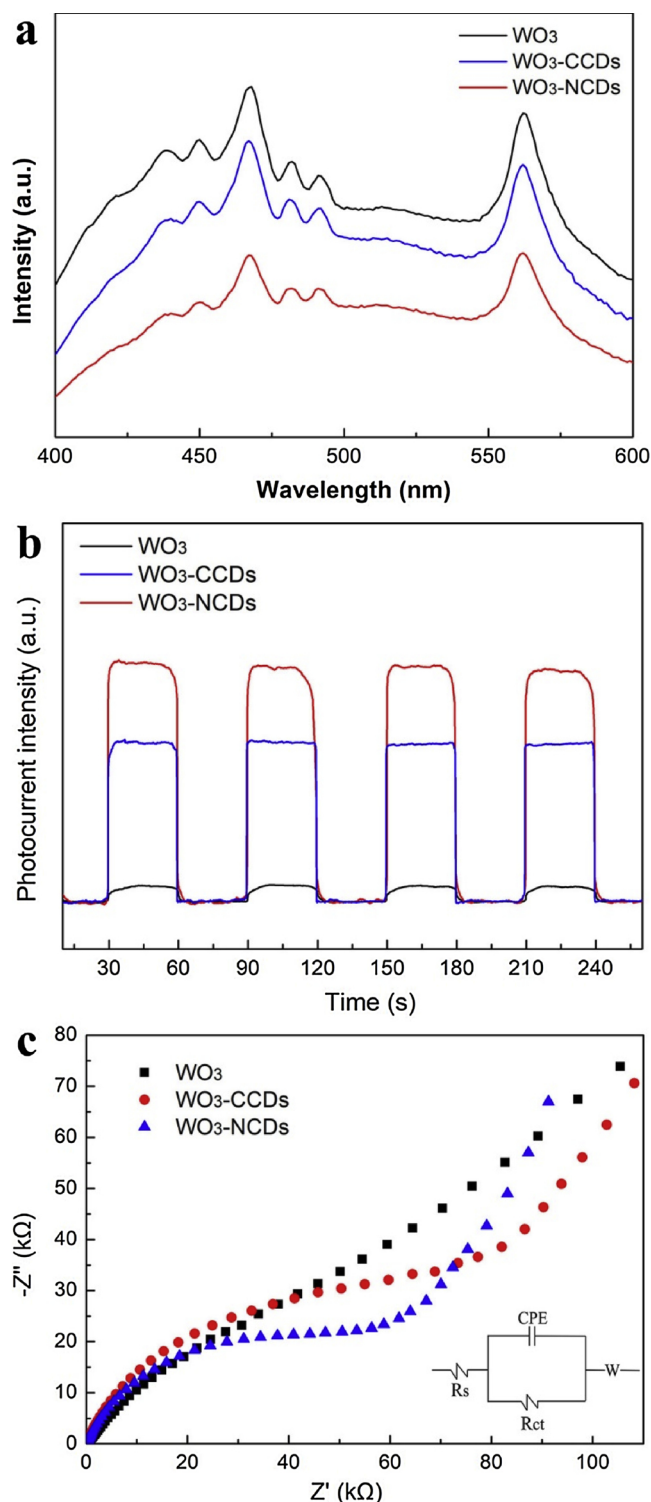 a
WO3
WO3-CCDs
WO3-NCDs
Intensity (a.u.)
400 450 500 550 600
Wavelength (nm)
b
WO3
WO3-CCDs
WO3-NCDs
Photocurrent intensity (a.u.)
30 60 90 120 150 180 210 240
Time (s)
c
WO3
WO3-CCDs
WO3-NCDs
80
70
60
50
40
30
20
10
0
-Z" (kΩ)
CPE
Rs
W
Rct
0 20 40 60 80 100
Z' (kΩ)